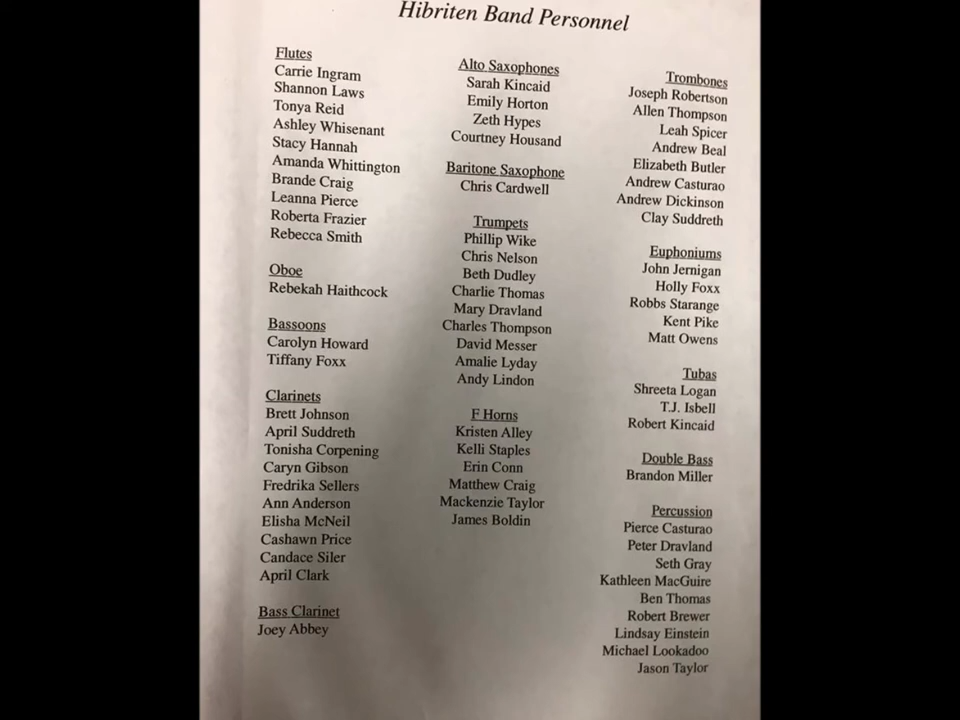 Hibriten Band Personnel
Flutes
Carrie Ingram
Shannon Laws
Tonya Reid
Ashley Whisenant
Stacy Hannah
Amanda Whittington
Brande Craig
Leanna Pierce
Roberta Frazier
Rebecca Smith
Oboe
Rebekah Haithcock
Bassoons
Carolyn Howard
Tiffany Foxx
Clarinets
Brett Johnson
April Suddreth
Tonisha Corpening
Caryn Gibson
Fredrika Sellers
Ann Anderson
Elisha McNeil
Cashawn Price
Candace Siler
April Clark
Bass Clarinet
Joey Abbey
Alto Saxophones
Sarah Kincaid
Emily Horton
Zeth Hypes
Courtney Housand
Baritone Saxophone
Chris Cardwell
Trumpets
Phillip Wike
Chris Nelson
Beth Dudley
Charlie Thomas
Mary Dravland
Charles Thompson
David Messer
Amalie Lyday
Andy Lindon
F Horns
Kristen Alley
Kelli Staples
Erin Conn
Matthew Craig
Mackenzie Taylor
James Boldin
Trombones
Joseph Robertson
Allen Thompson
Leah Spicer
Andrew Beal
Elizabeth Butler
Andrew Casturao
Andrew Dickinson
Clay Suddreth
Euphoniums
John Jernigan
Holly Foxx
Robbs Starange
Kent Pike
Matt Owens
Tubas
Shreeta Logan
T.J. Isbell
Robert Kincaid
Double Bass
Brandon Miller
Percussion
Pierce Casturao
Peter Dravland
Seth Gray
Kathleen MacGuire
Ben Thomas
Robert Brewer
Lindsay Einstein
Michael Lookadoo
Jason Taylor